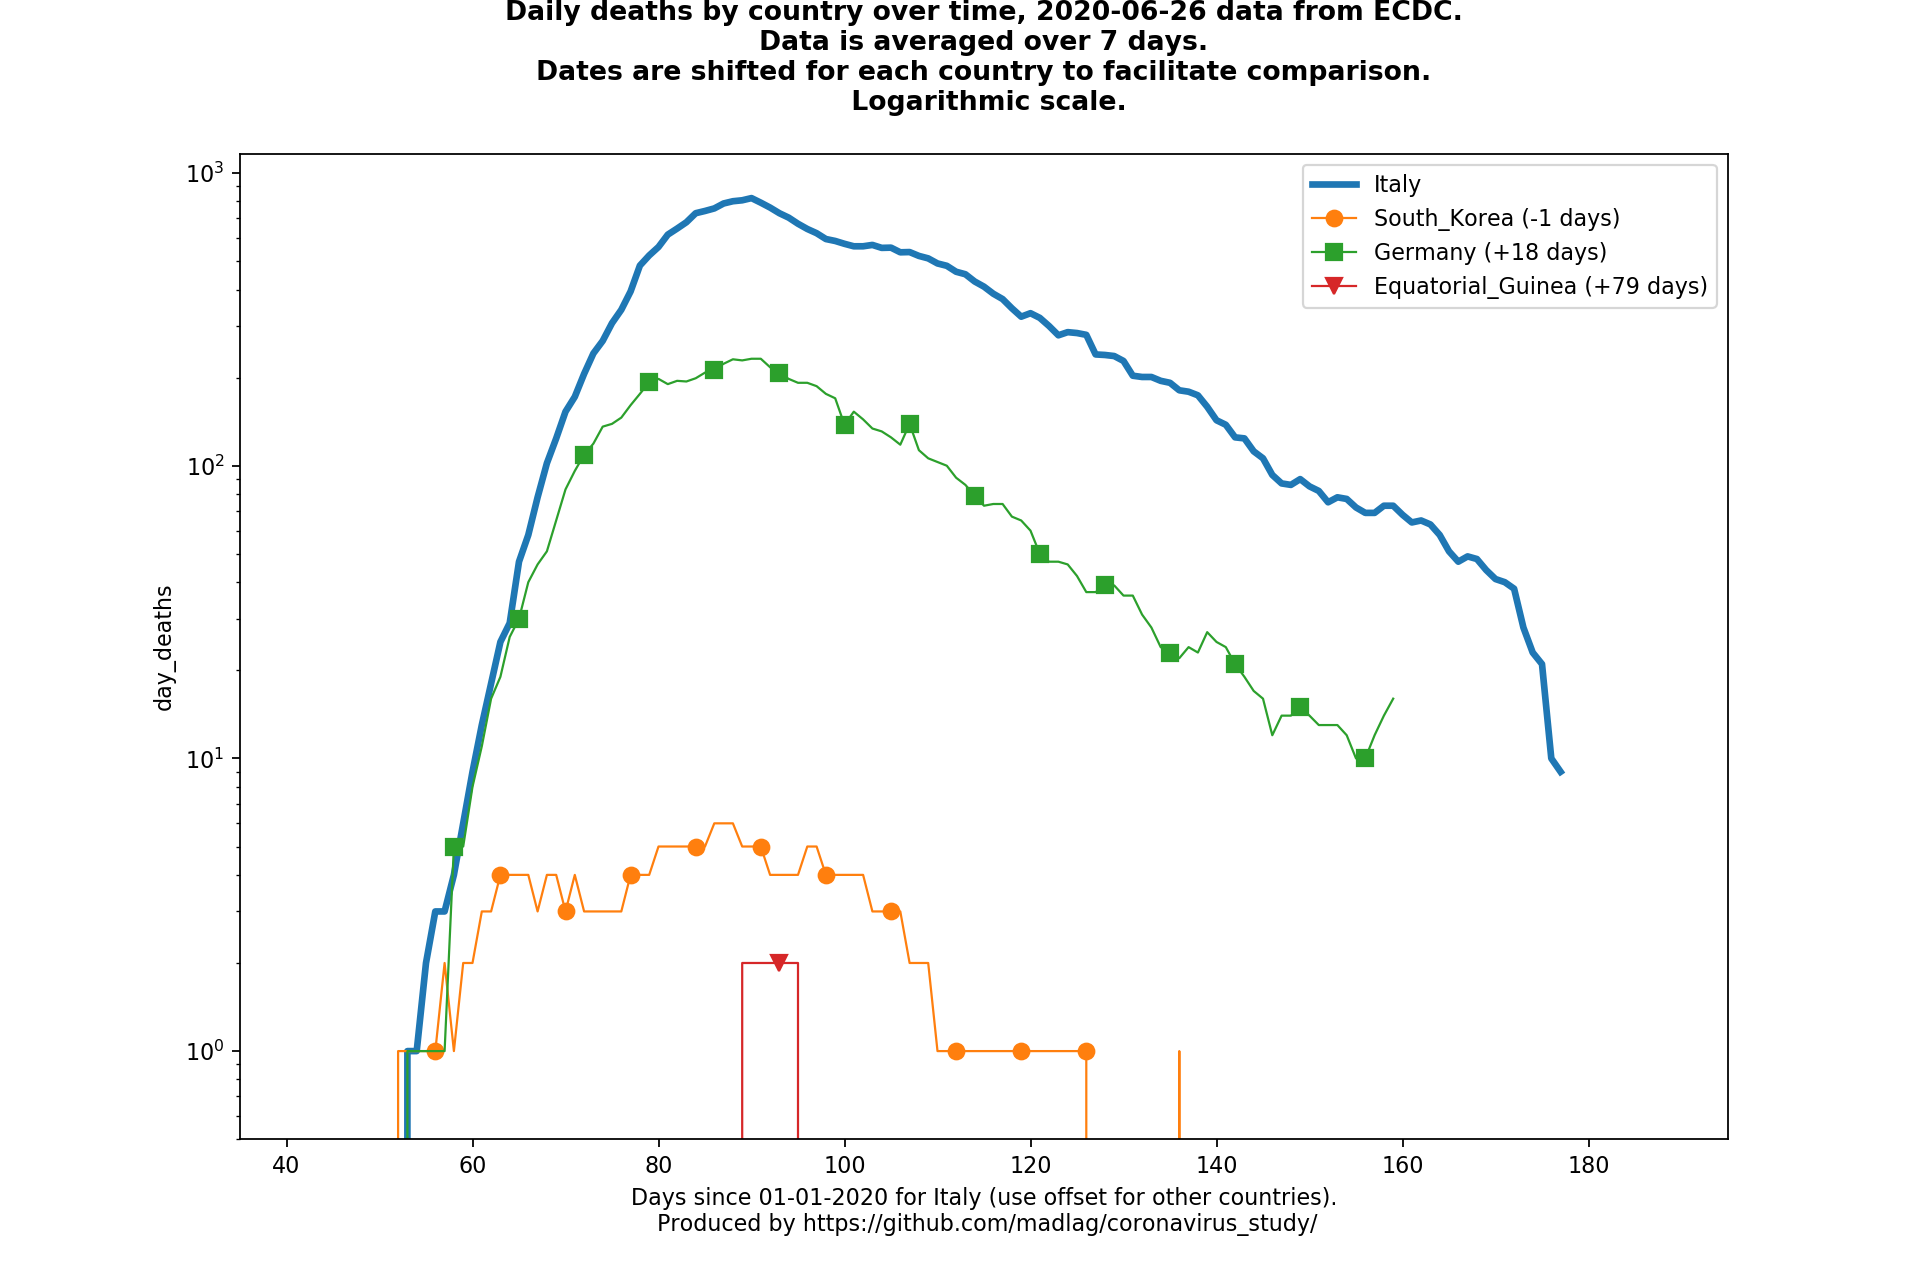 Daily deaths by country over time, 2020-06-26 data from ECDC.
Data is averaged over 7 days.
Dates are shifted for each country to facilitate comparison.
Logarithmic scale.
10³
10²
10¹
10⁰
day_deaths
Italy
South_Korea (-1 days)
Germany (+18 days)
Equatorial_Guinea (+79 days)
40 60 80 100 120 140 160 180
Days since 01-01-2020 for Italy (use offset for other countries).
Produced by https://github.com/madlag/coronavirus_study/